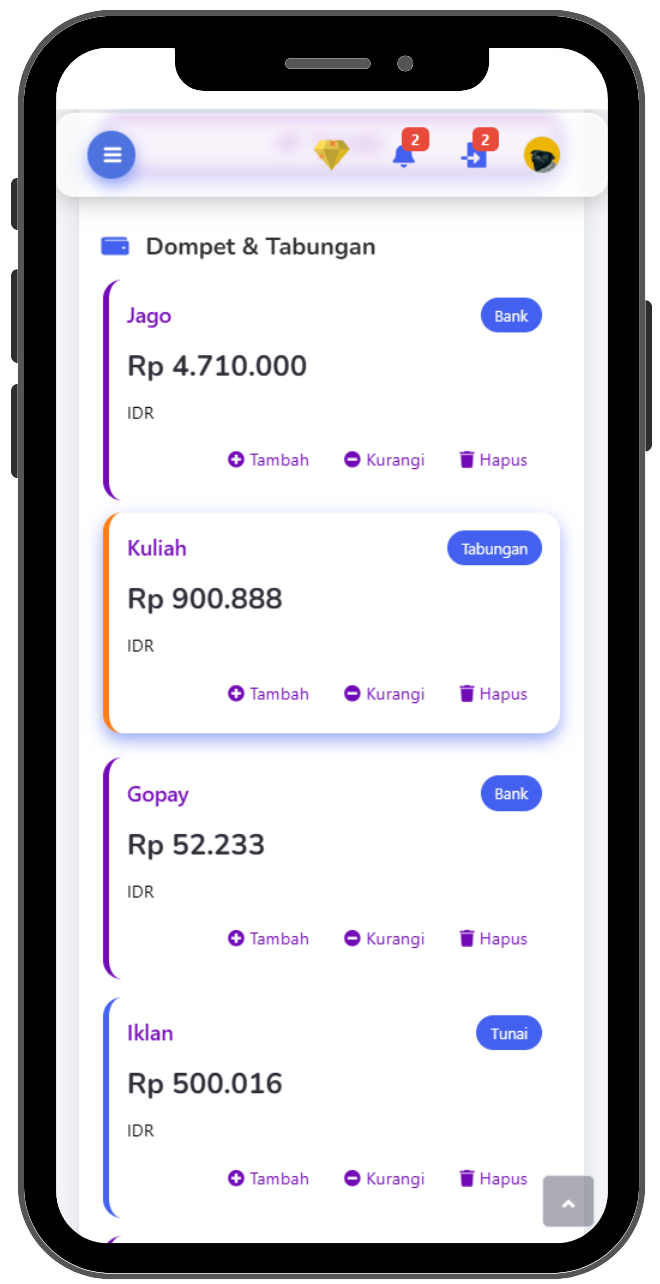 2
2
Dompet & Tabungan
Jago
Bank
Rp 4.710.000
IDR
Tambah
Kurangi
Hapus
Kuliah
Tabungan
Rp 900.888
IDR
Tambah
Kurangi
Hapus
Gopay
Bank
Rp 52.233
IDR
Tambah
Kurangi
Hapus
Iklan
Tunai
Rp 500.016
IDR
Tambah
Kurangi
Hapus